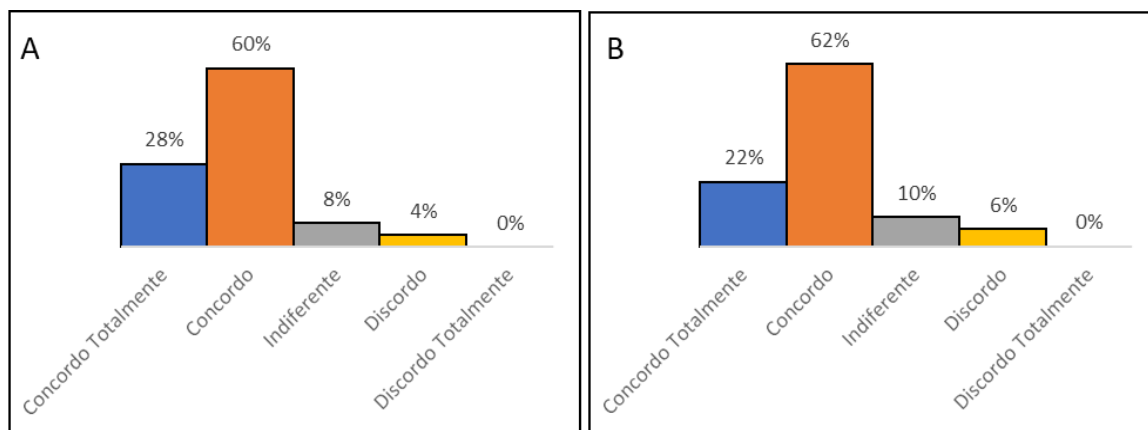 A
60%
28%
8%
4%
0%
Concordo Totalmente
Concordo
Indiferente
Discordo
Discordo Totalmente
B
62%
22%
10%
6%
0%
Concordo Totalmente
Concordo
Indiferente
Discordo
Discordo Totalmente